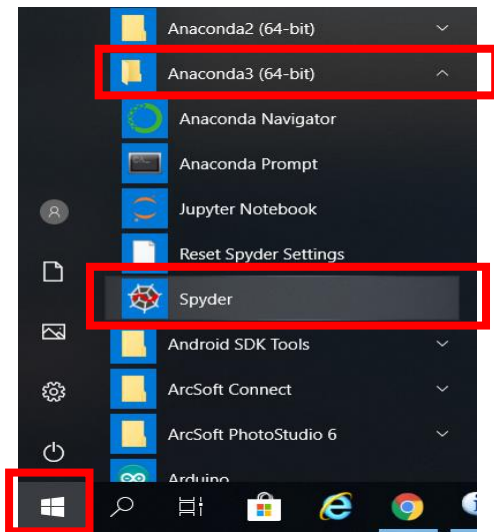 Anaconda2 (64-bit)
Anaconda3 (64-bit)
Anaconda Navigator
Anaconda Prompt
Jupyter Notebook
Reset Spyder Settings
Spyder
Android SDK Tools
ArcSoft Connect
ArcSoft PhotoStudio 6
Arduino